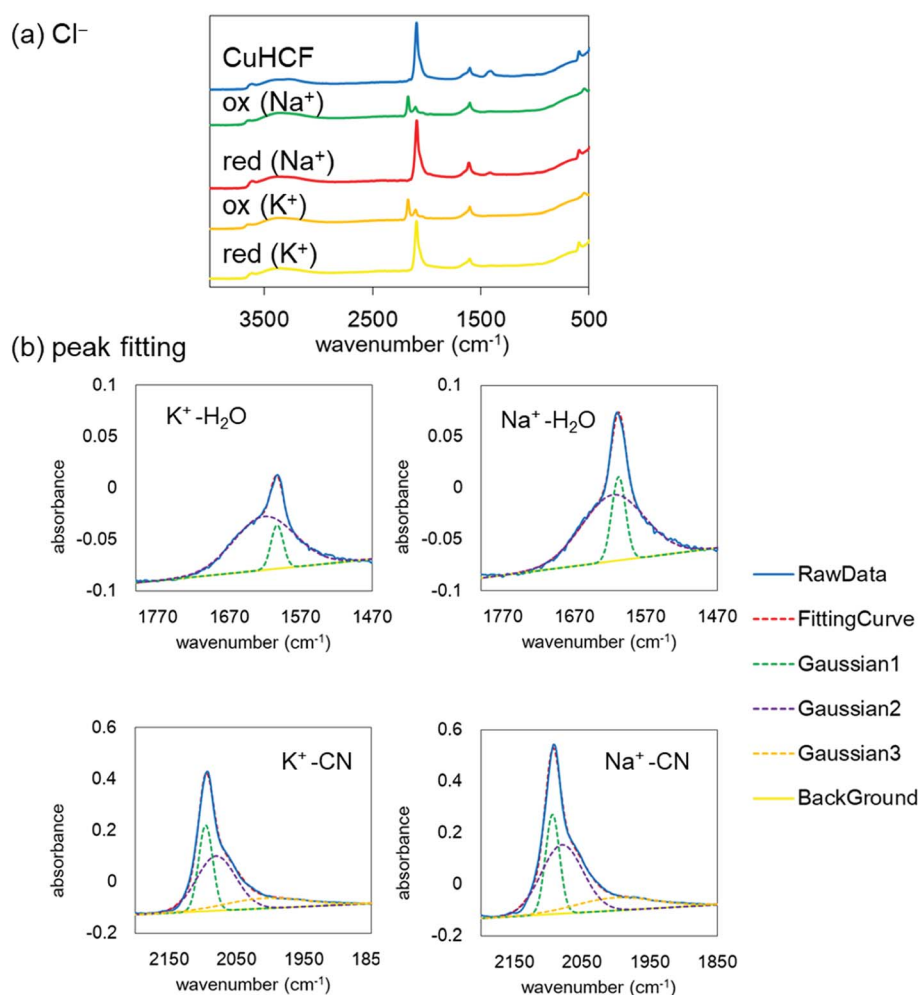 (a) Cl⁻
CuHCF
ox (Na⁺)
red (Na⁺)
ox (K⁺)
red (K⁺)
3500 2500 1500 500
wavenumber (cm⁻¹)
(b) peak fitting
0.1
0.05
0
-0.05
-0.1
absorbance
K⁺-H₂O
1770 1670 1570 1470
wavenumber (cm⁻¹)
0.1
0.05
0
-0.05
-0.1
absorbance
Na⁺-H₂O
1770 1670 1570 1470
wavenumber (cm⁻¹)
0.6
0.4
0.2
0
-0.2
absorbance
K⁺-CN
2150 2050 1950 185
wavenumber (cm⁻¹)
0.6
0.4
0.2
0
-0.2
absorbance
Na⁺-CN
2150 2050 1950 1850
wavenumber (cm⁻¹)
RawData
FittingCurve
Gaussian1
Gaussian2
Gaussian3
BackGround